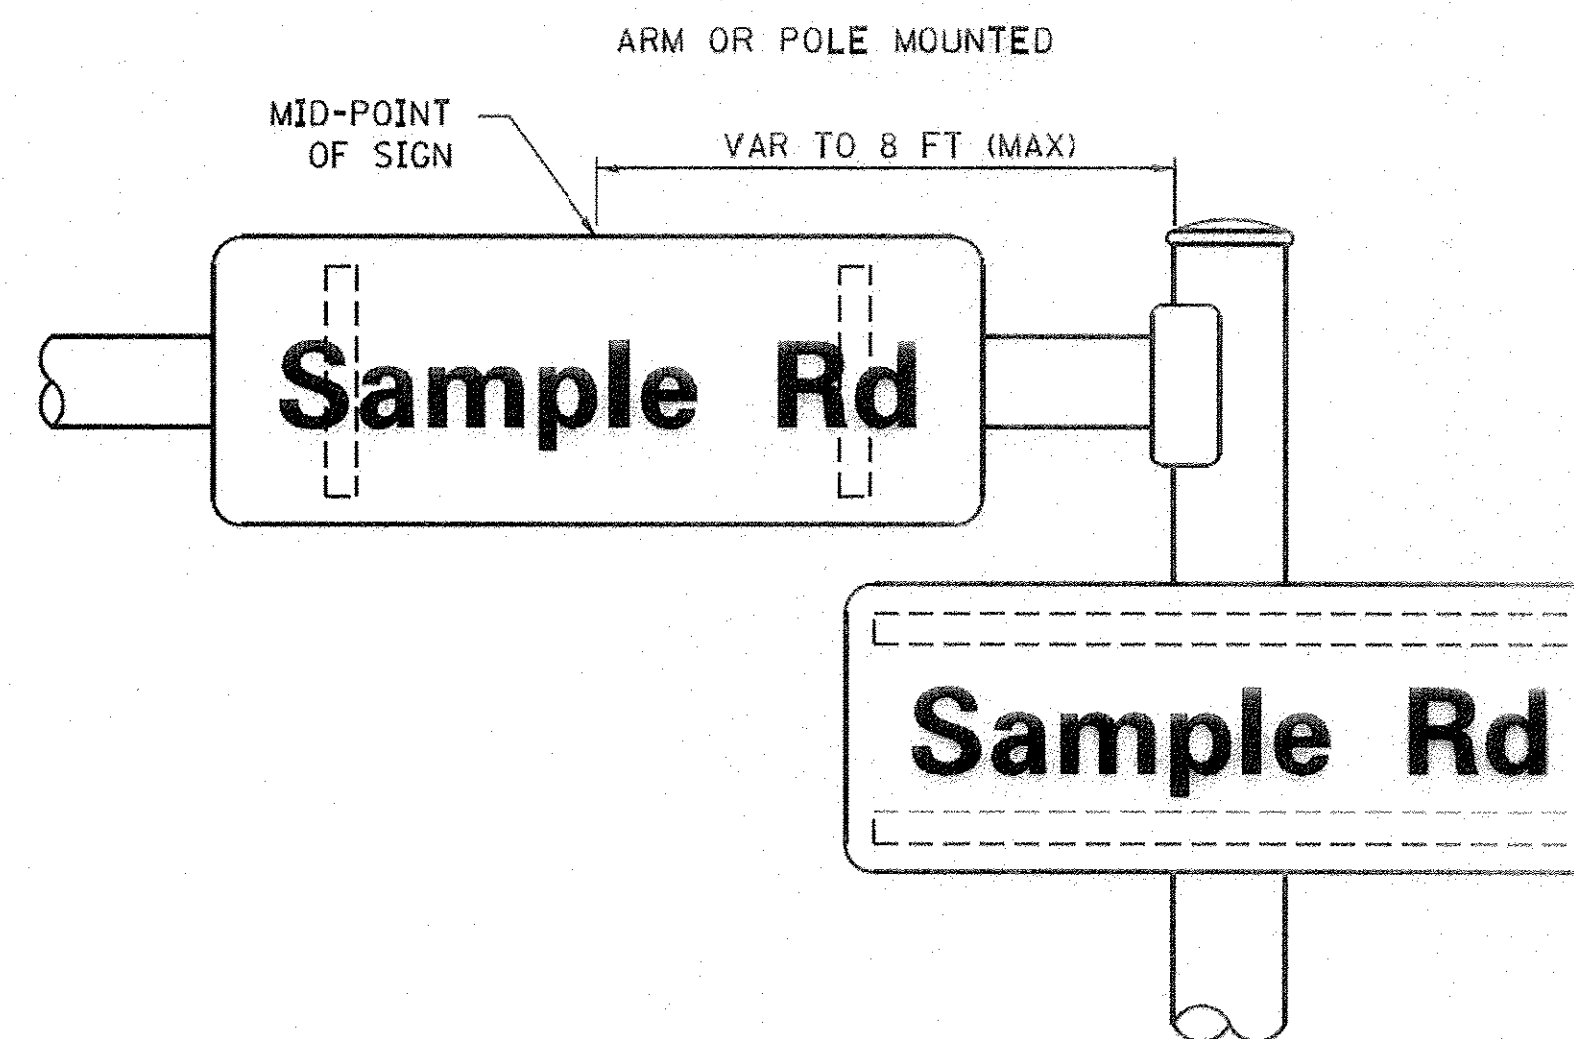 ARM OR POLE MOUNTED
MID-POINT
OF SIGN
VAR TO 8 FT (MAX)
Sample Rd
Sample Rd